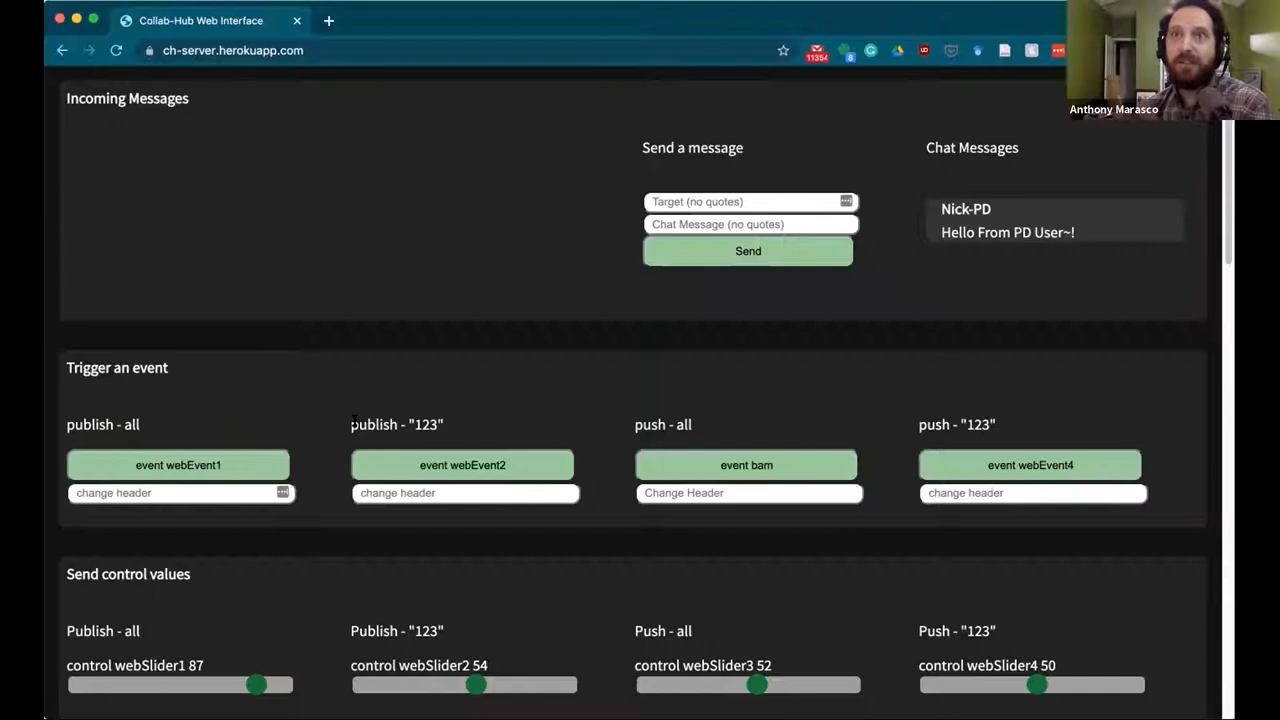 Collab-Hub Web Interface
ch-server.herokuapp.com
11354
8
Anthony Marasco
Incoming Messages
Send a message
Chat Messages
Target (no quotes)
Chat Message (no quotes)
Send
Nick-PD
Hello From PD User~!
Trigger an event
publish - all
publish - "123"
push - all
push - "123"
event webEvent1
event webEvent2
event bam
event webEvent4
change header
change header
Change Header
change header
Send control values
Publish - all
Publish - "123"
Push - all
Push - "123"
control webSlider1 87
control webSlider2 54
control webSlider3 52
control webSlider4 50